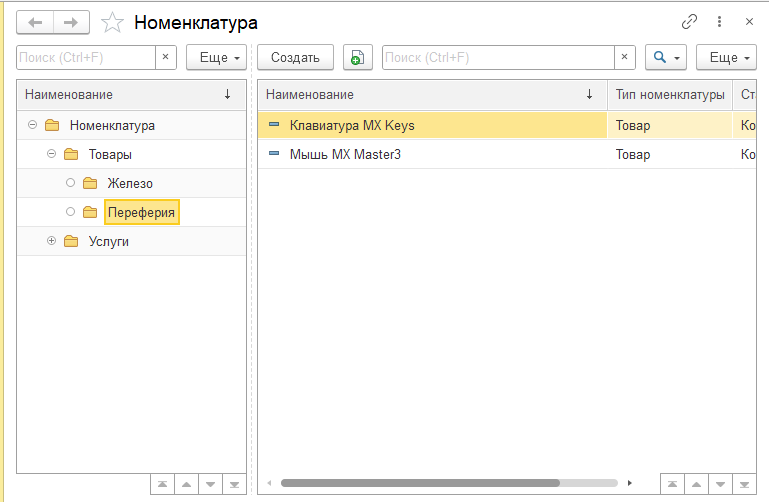 Номенклатура
Поиск (Ctrl+F) × Еще Создать Поиск (Ctrl+F) × Еще
Наименование ↓ Наименование ↓ Тип номенклатуры Ст
Номенклатура Клавиатура MX Keys Товар Ко
Товары Мышь MX Master3 Товар Ко
Железо
Переферия
Услуги